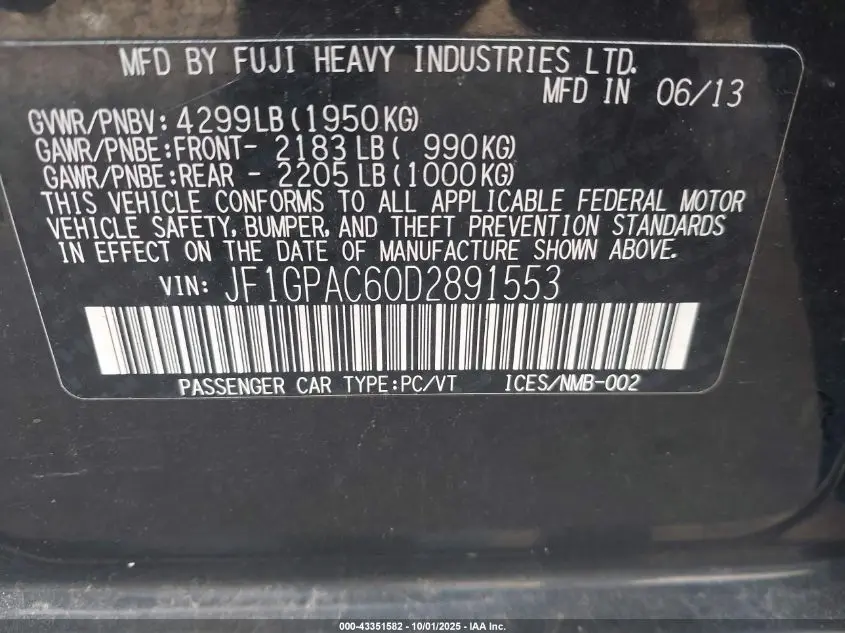 MFD BY FUJI HEAVY INDUSTRIES LTD.
MFD IN 06/13
GVWR/PNBV: 4299LB(1950KG)
GAWR/PNBE:FRONT- 2183 LB( 990KG)
GAWR/PNBE:REAR - 2205 LB(1000KG)
THIS VEHICLE CONFORMS TO ALL APPLICABLE FEDERAL MOTOR
VEHICLE SAFETY, BUMPER, AND THEFT PREVENTION STANDARDS
IN EFFECT ON THE DATE OF MANUFACTURE SHOWN ABOVE.
VIN: JF1GPAC60D2891553
PASSENGER CAR TYPE:PC/VT ICES/NMB-002
000-43351582 - 10/01/2025 - IAA Inc.